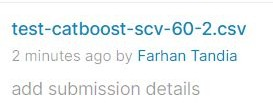 test-catboost-scv-60-2.csv
2 minutes ago by Farhan Tandia
add submission details